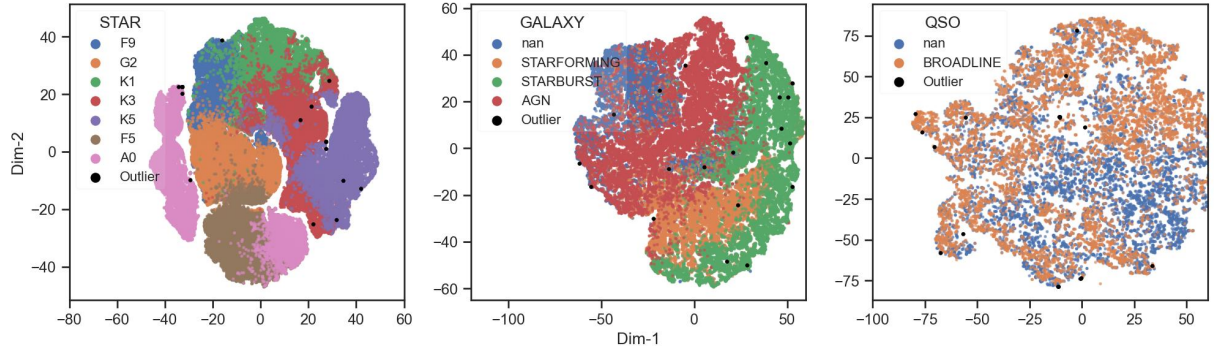 STAR
F9
G2
K1
K3
K5
F5
A0
Outlier
40
20
0
−20
−40
−80
−60
−40
−20
0
20
40
60
Dim-2
GALAXY
nan
STARFORMING
STARBURST
AGN
Outlier
60
40
20
0
−20
−40
−60
−100
−50
0
50
Dim-1
QSO
nan
BROADLINE
Outlier
75
50
25
0
−25
−50
−75
−100
−75
−50
−25
0
25
50